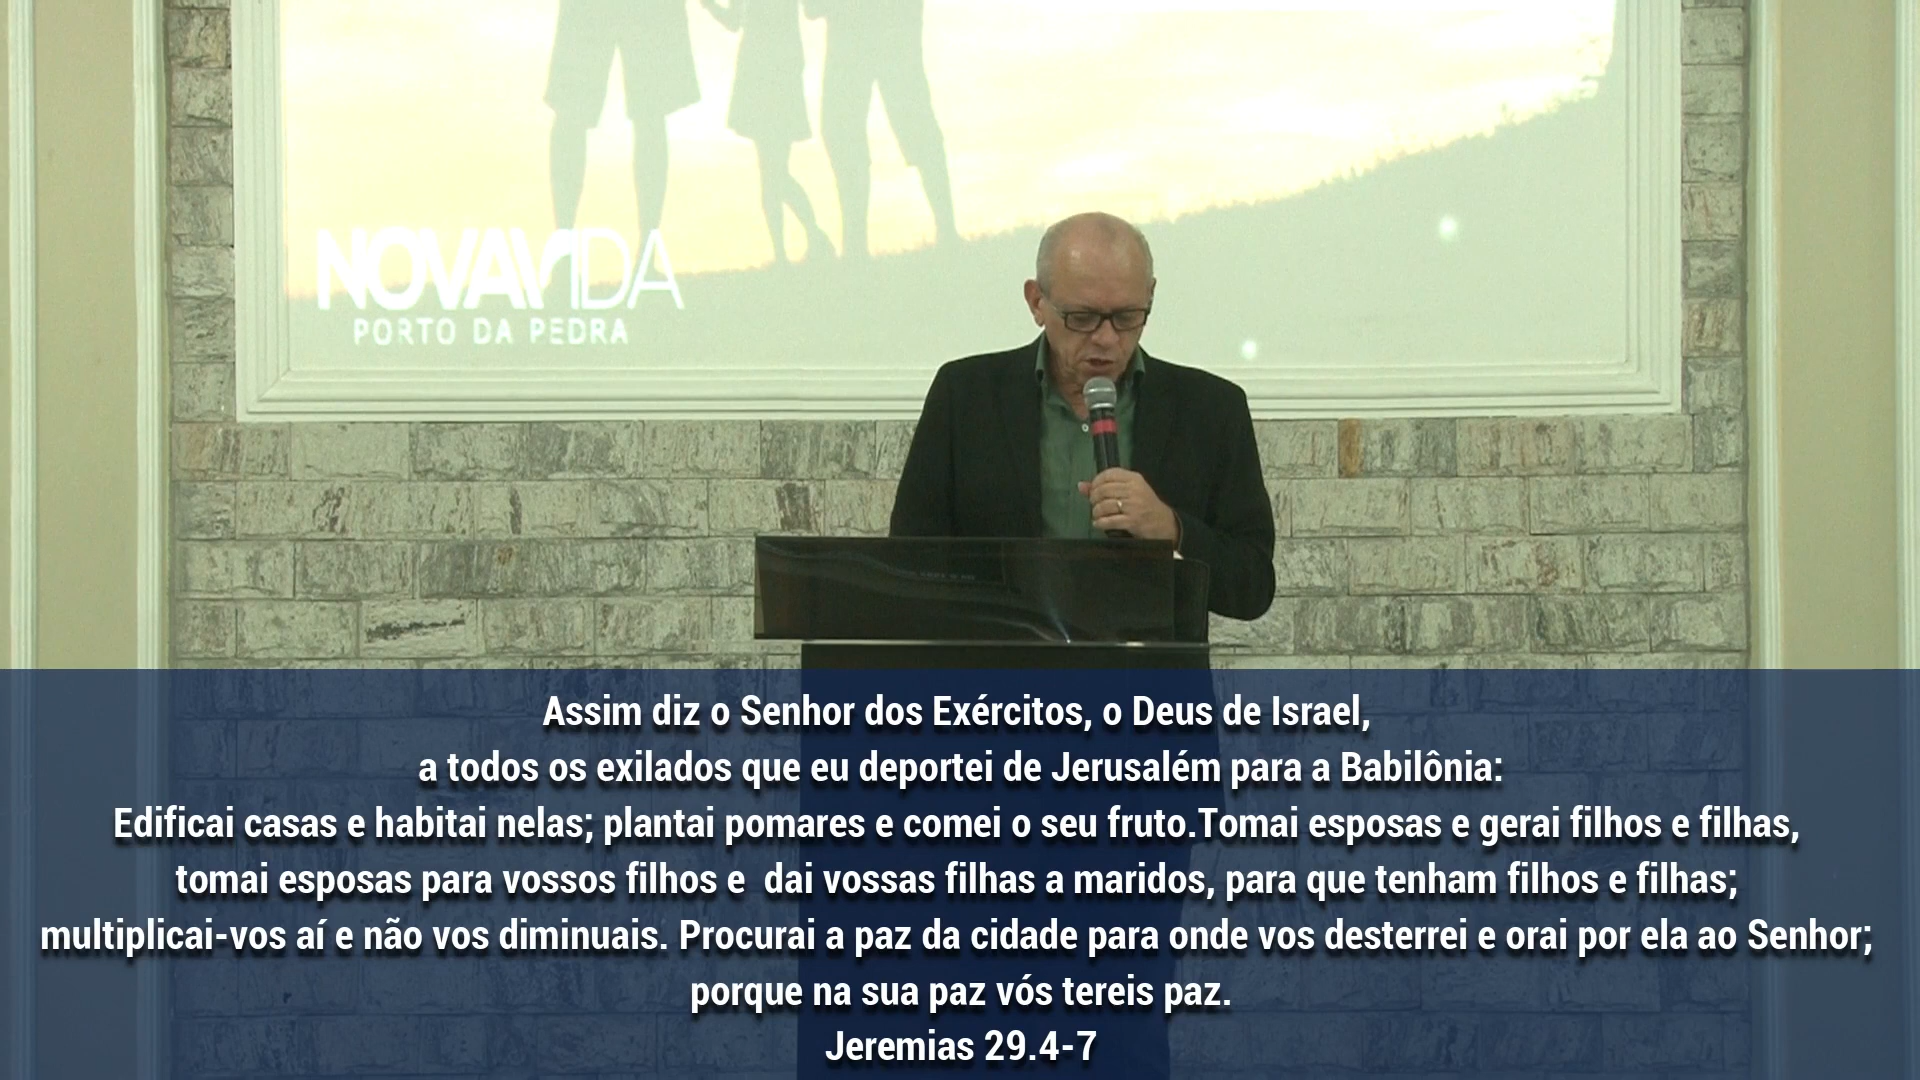 NOVAVIDA
PORTO DA PEDRA
Assim diz o Senhor dos Exércitos, o Deus de Israel,
a todos os exilados que eu deportei de Jerusalém para a Babilônia:
Edificai casas e habitai nelas; plantai pomares e comei o seu fruto.Tomai esposas e gerai filhos e filhas,
tomai esposas para vossos filhos e  dai vossas filhas a maridos, para que tenham filhos e filhas;
multiplicai-vos aí e não vos diminuais. Procurai a paz da cidade para onde vos desterrei e orai por ela ao Senhor;
porque na sua paz vós tereis paz.
Jeremias 29.4-7